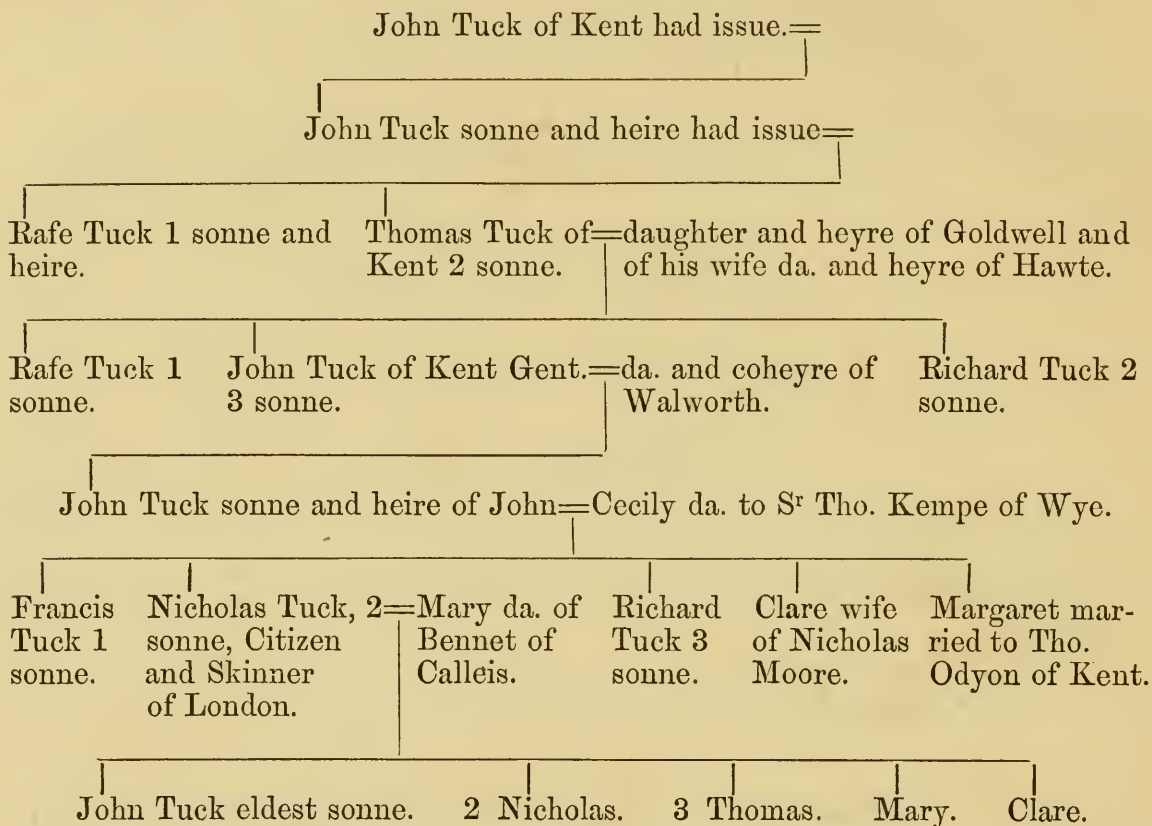 John Tuck of Kent had issue.=
John Tuck sonne and heire had issue=
Rafe Tuck 1 sonne and
heire.
Thomas Tuck of=daughter and heyre of Goldwell and
Kent 2 sonne.
of his wife da. and heyre of Hawte.
Rafe Tuck 1
sonne.
John Tuck of Kent Gent.=da. and coheyre of
3 sonne.
Walworth.
Richard Tuck 2
sonne.
John Tuck sonne and heire of John=Cecily da. to Sʳ Tho. Kempe of Wye.
Francis
Tuck 1
sonne.
Nicholas Tuck, 2=Mary da. of
sonne, Citizen
and Skinner
of London.
Bennet of
Calleis.
Richard
Tuck 3
sonne.
Clare wife
of Nicholas
Moore.
Margaret mar-
ried to Tho.
Odyon of Kent.
John Tuck eldest sonne.
2 Nicholas.
3 Thomas.
Mary.
Clare.